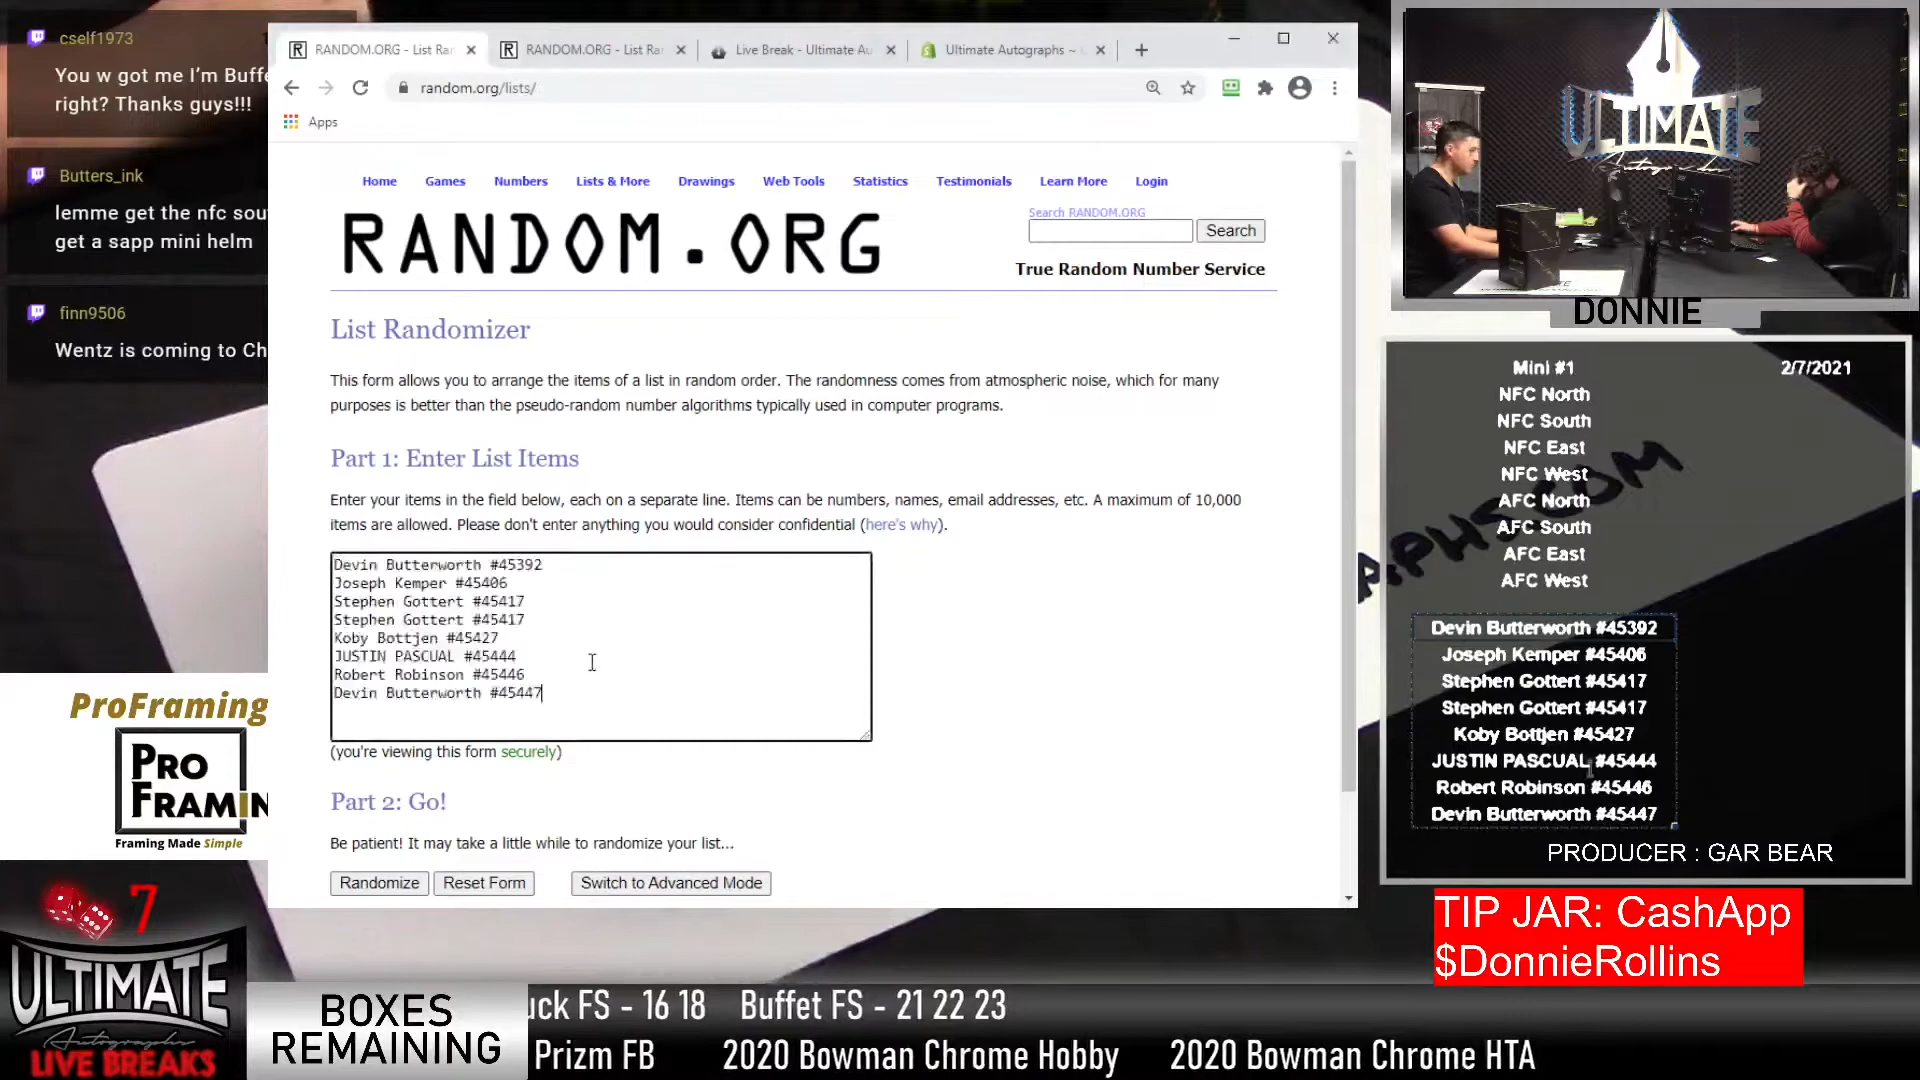 cself1973
You w got me I'm Buffe
right? Thanks guys!!!
Butters_ink
lemme get the nfc sou
get a sapp mini helm
finn9506
Wentz is coming to Ch
RANDOM.ORG - List Ra
RANDOM.ORG - List Ra
Live Break - Ultimate Au
Ultimate Autographs ~
random.org/lists/
Apps
Home
Games
Numbers
Lists & More
Drawings
Web Tools
Statistics
Testimonials
Learn More
Login
RANDOM.ORG
Search RANDOM.ORG
Search
True Random Number Service
List Randomizer
This form allows you to arrange the items of a list in random order. The randomness comes from atmospheric noise, which for many
purposes is better than the pseudo-random number algorithms typically used in computer programs.
Part 1: Enter List Items
Enter your items in the field below, each on a separate line. Items can be numbers, names, email addresses, etc. A maximum of 10,000
items are allowed. Please don't enter anything you would consider confidential (here's why).
Devin Butterworth #45392
Joseph Kemper #45406
Stephen Gottert #45417
Stephen Gottert #45417
Koby Bottjen #45427
JUSTIN PASCUAL #45444
Robert Robinson #45446
Devin Butterworth #45447
(you're viewing this form securely)
Part 2: Go!
Be patient! It may take a little while to randomize your list...
Randomize
Reset Form
Switch to Advanced Mode
ULTIMATE
Autographs
DONNIE
Mini #1
2/7/2021
NFC North
NFC South
NFC East
NFC West
AFC North
AFC South
AFC East
AFC West
Devin Butterworth #45392
Joseph Kemper #45406
Stephen Gottert #45417
Stephen Gottert #45417
Koby Bottjen #45427
JUSTIN PASCUAL #45444
Robert Robinson #45446
Devin Butterworth #45447
PRODUCER : GAR BEAR
APHS.COM
TIP JAR: CashApp
$DonnieRollins
ProFraming
PRO
FRAMIN
Framing Made Simple
7
ULTIMATE
Autographs
LIVE BREAKS
BOXES
REMAINING
uck FS - 16 18
Buffet FS - 21 22 23
Prizm FB
2020 Bowman Chrome Hobby
2020 Bowman Chrome HTA